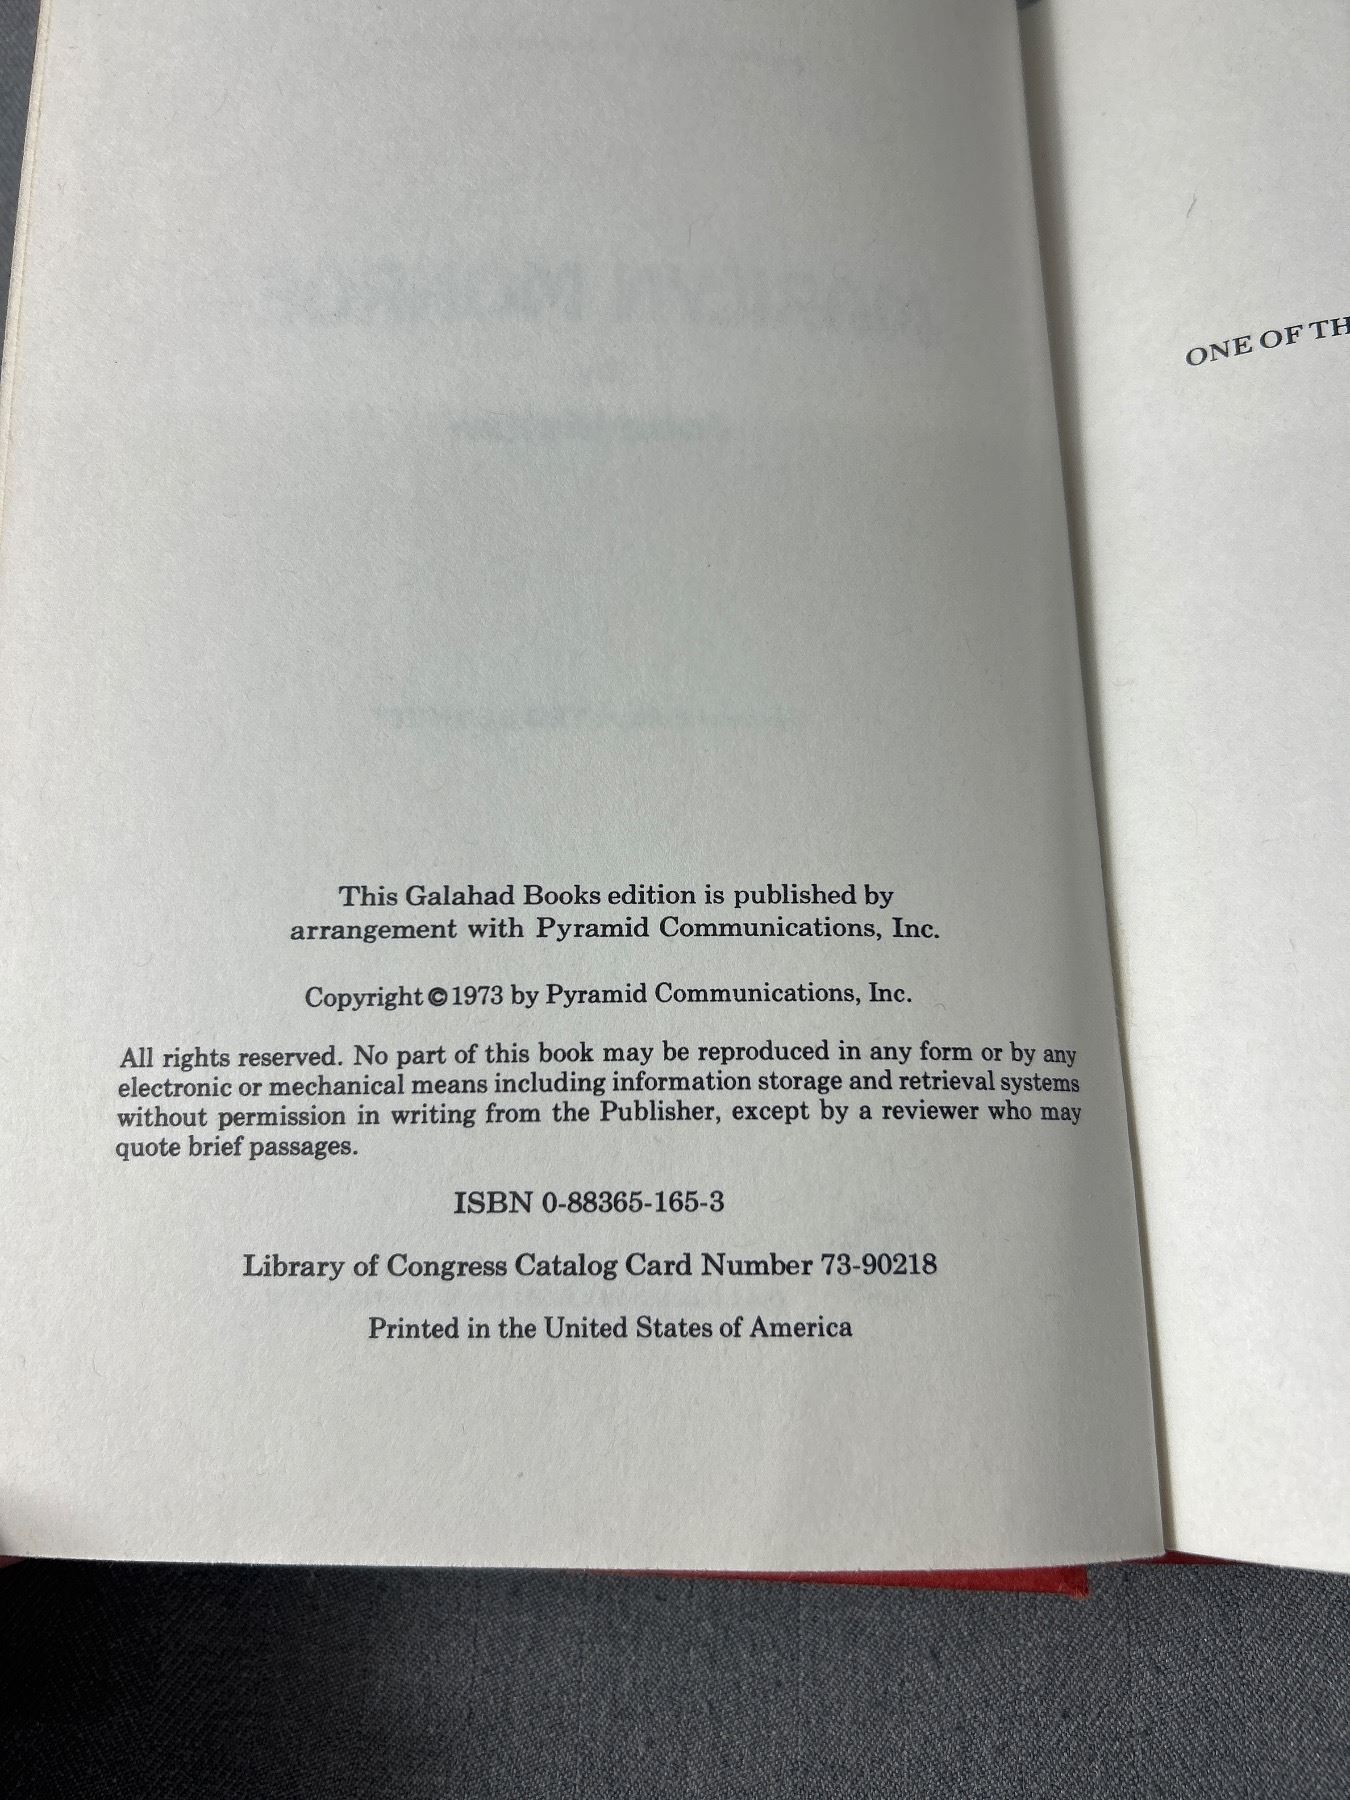 This Galahad Books edition is published by
arrangement with Pyramid Communications, Inc.
Copyright © 1973 by Pyramid Communications, Inc.
All rights reserved. No part of this book may be reproduced in any form or by any
electronic or mechanical means including information storage and retrieval systems
without permission in writing from the Publisher, except by a reviewer who may
quote brief passages.
ISBN 0-88365-165-3
Library of Congress Catalog Card Number 73-90218
Printed in the United States of America
ONE OF TH